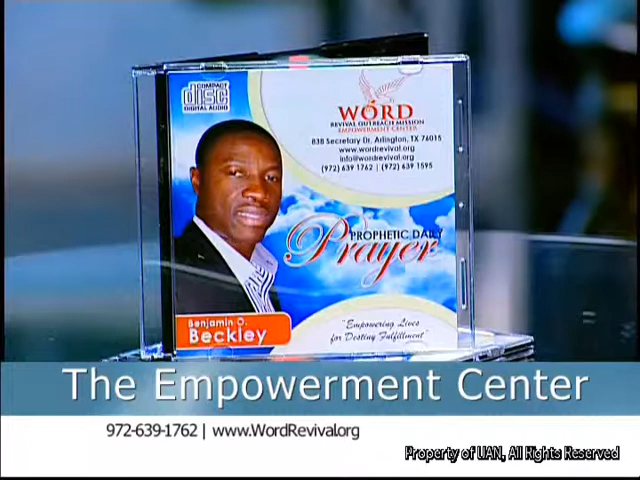 COMPACT
disc
DIGITAL AUDIO
WORD
REVIVAL OUTREACH MISSION
EMPOWERMENT CENTER
838 Secretary Dr. Arlington, TX 76015
www.wordrevival.org
info@wordrevival.org
(972) 639 1762 | (972) 639 1595
PROPHETIC DAILY
Prayer
Benjamin O.
Beckley
"Empowering Lives
for Destiny Fulfillment"
The Empowerment Center
972-639-1762 | www.WordRevival.org
Property of UAN, All Rights Reserved